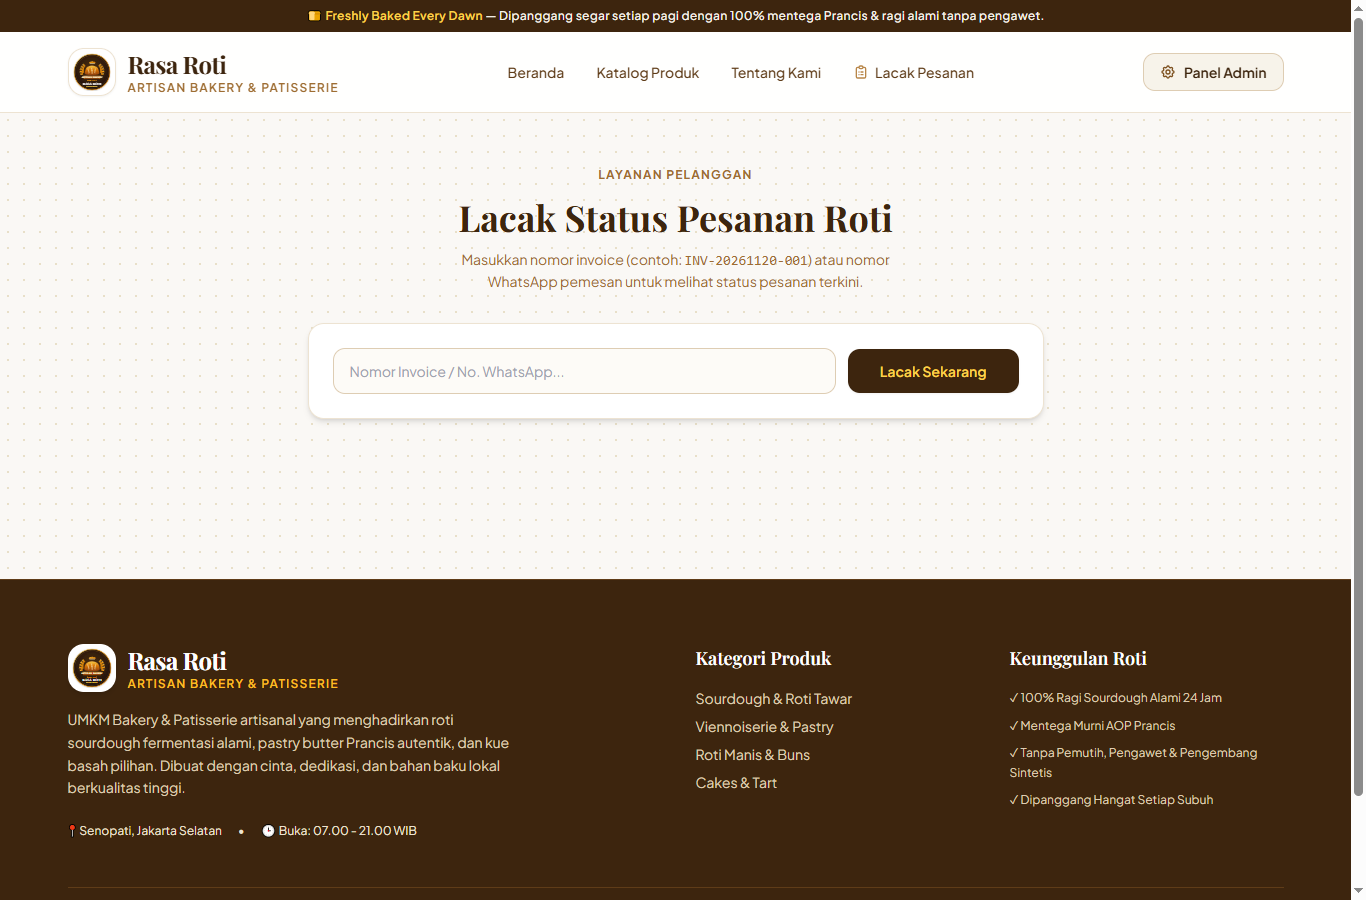 Freshly Baked Every Dawn — Dipanggang segar setiap pagi dengan 100% mentega Prancis & ragi alami tanpa pengawet.
Rasa Roti
ARTISAN BAKERY & PATISSERIE
Beranda
Katalog Produk
Tentang Kami
Lacak Pesanan
Panel Admin
LAYANAN PELANGGAN
Lacak Status Pesanan Roti
Masukkan nomor invoice (contoh: INV-20261120-001) atau nomor
WhatsApp pemesan untuk melihat status pesanan terkini.
Nomor Invoice / No. WhatsApp...
Lacak Sekarang
Rasa Roti
ARTISAN BAKERY & PATISSERIE
UMKM Bakery & Patisserie artisanal yang menghadirkan roti
sourdough fermentasi alami, pastry butter Prancis autentik, dan kue
basah pilihan. Dibuat dengan cinta, dedikasi, dan bahan baku lokal
berkualitas tinggi.
Senopati, Jakarta Selatan • Buka: 07.00 - 21.00 WIB
Kategori Produk
Sourdough & Roti Tawar
Viennoiserie & Pastry
Roti Manis & Buns
Cakes & Tart
Keunggulan Roti
✓ 100% Ragi Sourdough Alami 24 Jam
✓ Mentega Murni AOP Prancis
✓ Tanpa Pemutih, Pengawet & Pengembang
Sintetis
✓ Dipanggang Hangat Setiap Subuh